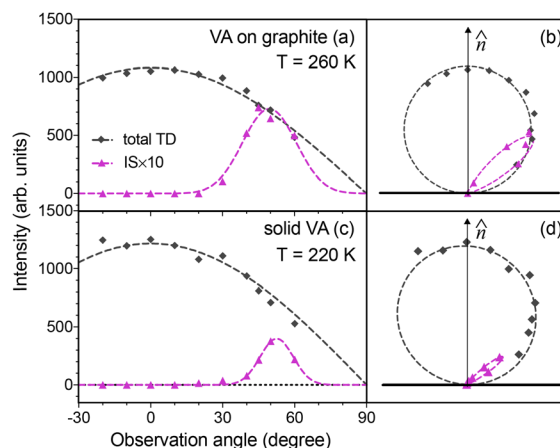 1500
1000
500
0
VA on graphite (a)
T = 260 K
total TD
IS×10
n̂
(b)
Intensity (arb. units)
1500
1000
500
0
solid VA (c)
T = 220 K
n̂
(d)
-30 0 30 60 90
Observation angle (degree)